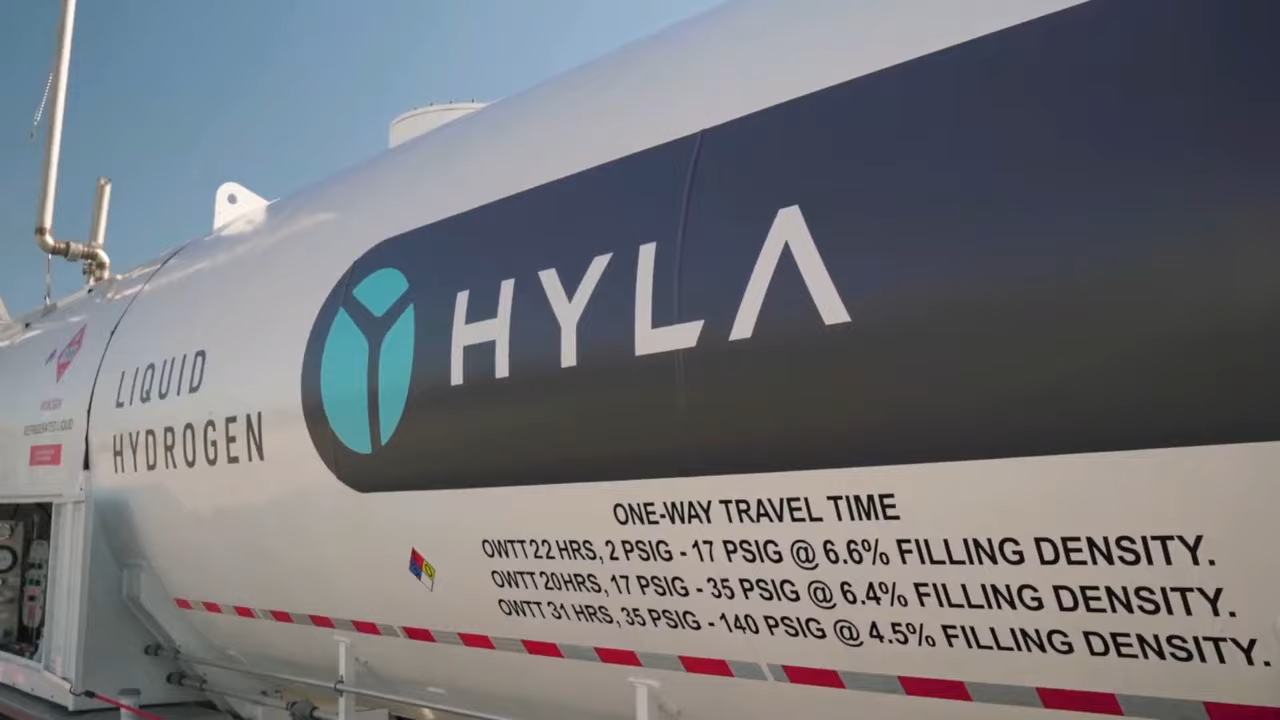 HYLA
LIQUID
HYDROGEN
REFRIGERATED LIQUID
ONE-WAY TRAVEL TIME
OWTT 22 HRS, 2 PSIG - 17 PSIG @ 6.6% FILLING DENSITY.
OWTT 20HRS, 17 PSIG - 35 PSIG @ 6.4% FILLING DENSITY.
OWTT 31 HRS, 35 PSIG - 140 PSIG @ 4.5% FILLING DENSITY.